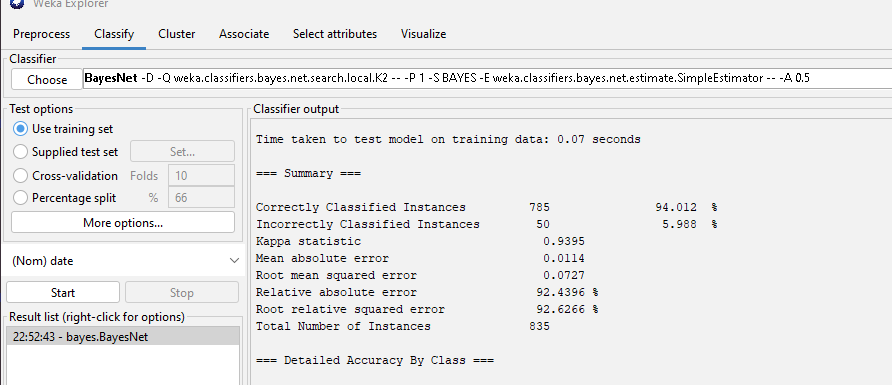 Weka Explorer
Preprocess Classify Cluster Associate Select attributes Visualize
Classifier
Choose BayesNet -D -Q weka.classifiers.bayes.net.search.local.K2 -- -P 1 -S BAYES -E weka.classifiers.bayes.net.estimate.SimpleEstimator -- -A 0.5
Test options
Use training set
Supplied test set Set...
Cross-validation Folds 10
Percentage split % 66
More options...
(Nom) date
Start Stop
Result list (right-click for options)
22:52:43 - bayes.BayesNet
Classifier output
Time taken to test model on training data: 0.07 seconds
=== Summary ===
Correctly Classified Instances 785 94.012 %
Incorrectly Classified Instances 50 5.988 %
Kappa statistic 0.9395
Mean absolute error 0.0114
Root mean squared error 0.0727
Relative absolute error 92.4396 %
Root relative squared error 92.6266 %
Total Number of Instances 835
=== Detailed Accuracy By Class ===